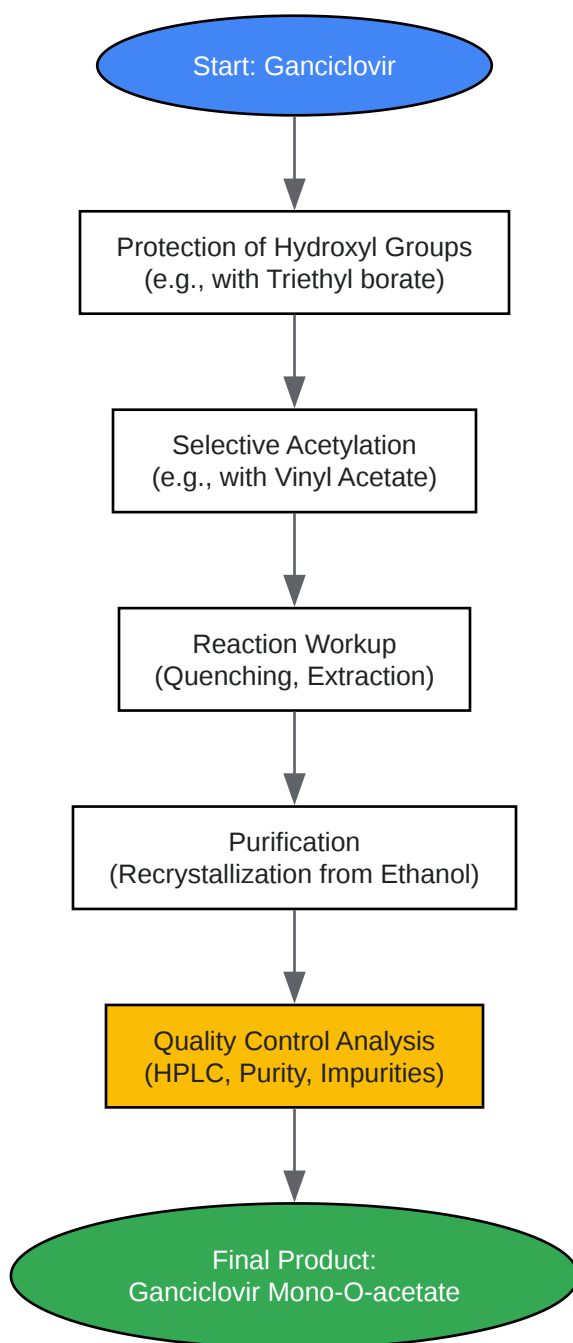 Start: Ganciclovir
Protection of Hydroxyl Groups
(e.g., with Triethyl borate)
Selective Acetylation
(e.g., with Vinyl Acetate)
Reaction Workup
(Quenching, Extraction)
Purification
(Recrystallization from Ethanol)
Quality Control Analysis
(HPLC, Purity, Impurities)
Final Product:
Ganciclovir Mono-O-acetate